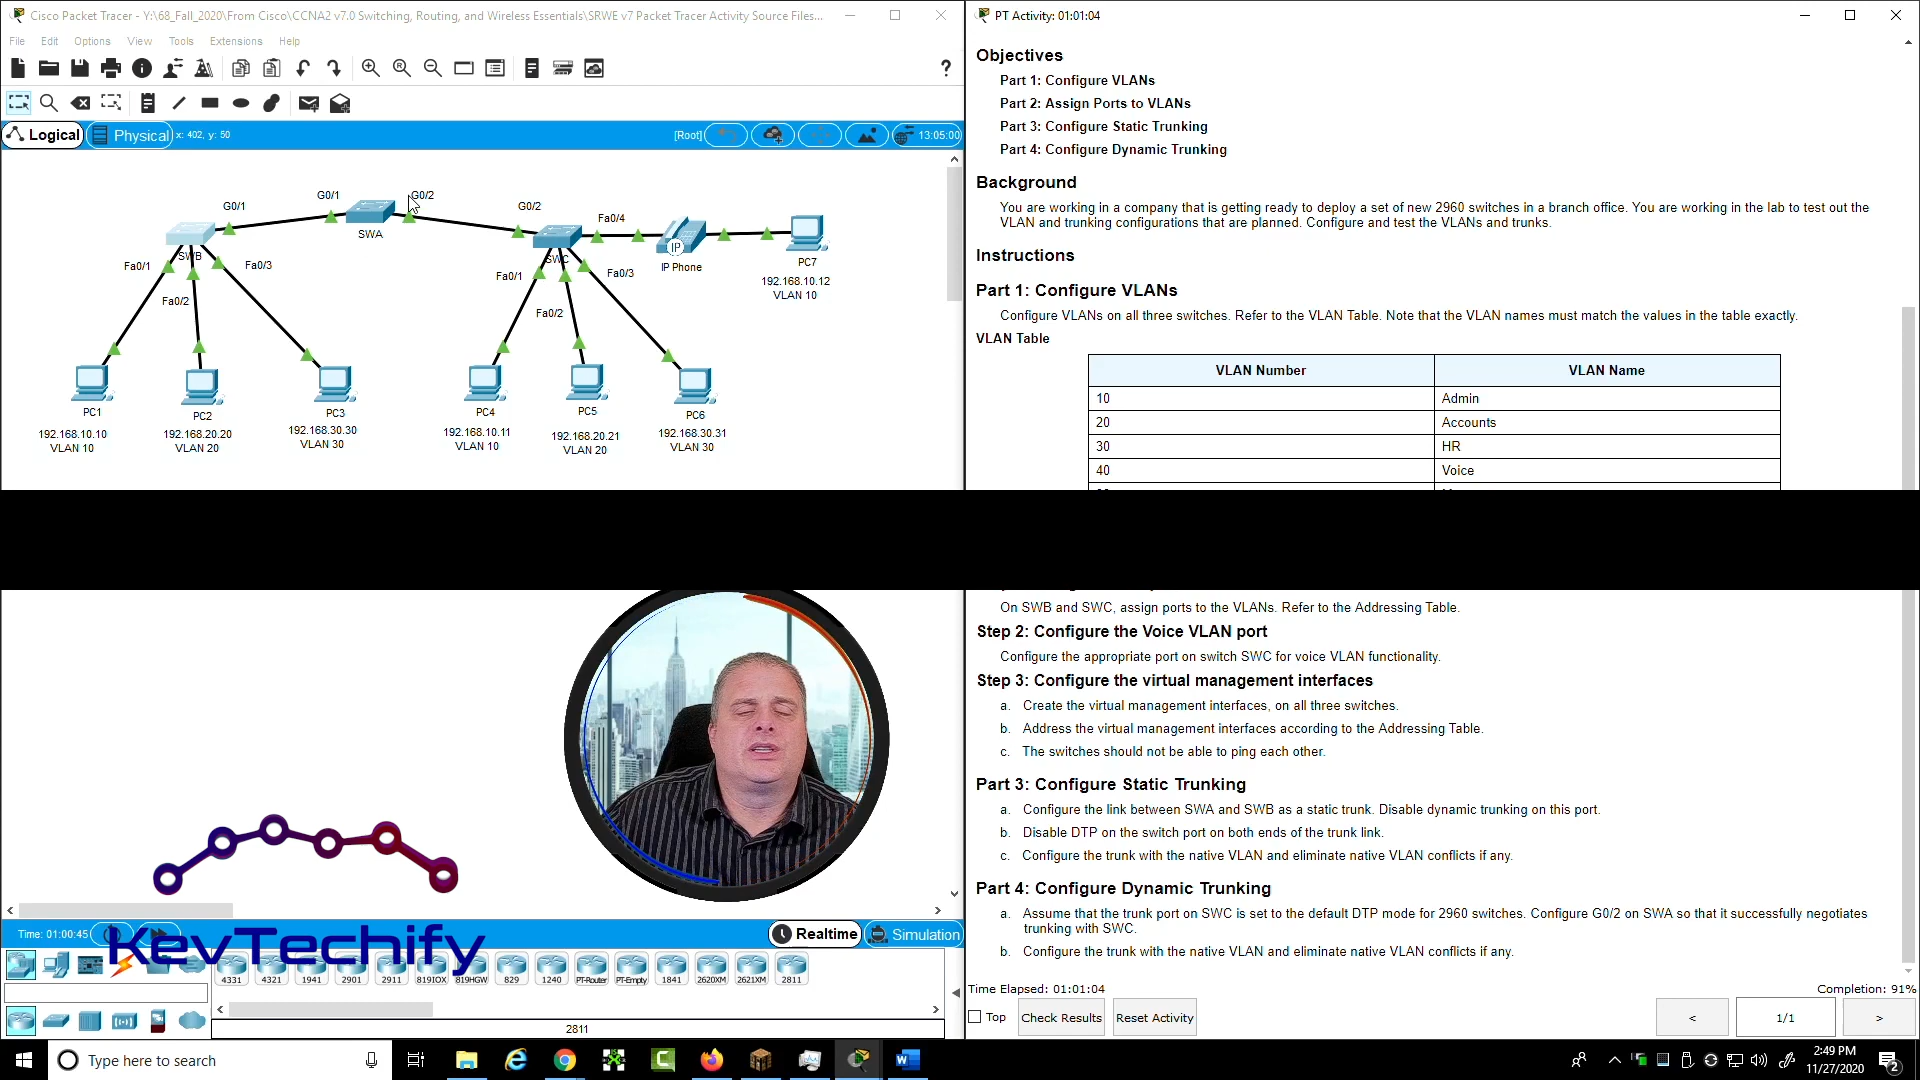 Cisco Packet Tracer - Y:\68_Fall_2020\From Cisco\CCNA2 v7.0 Switching, Routing, and Wireless Essentials\SRWE v7 Packet Tracer Activity Source Files...
File Edit Options View Tools Extensions Help
Logical Physical x: 402, y: 50 [Root] 13:05:00
G0/1 G0/1 G0/2 G0/2
SWA
Fa0/4
SWB
SWC
IP
IP Phone
PC7
192.168.10.12
VLAN 10
Fa0/1 Fa0/2 Fa0/3
Fa0/1 Fa0/2 Fa0/3
PC1 PC2 PC3 PC4 PC5 PC6
192.168.10.10
VLAN 10
192.168.20.20
VLAN 20
192.168.30.30
VLAN 30
192.168.10.11
VLAN 10
192.168.20.21
VLAN 20
192.168.30.31
VLAN 30
Time: 01:00:45
KevTechify
Realtime Simulation
4331 4321 1941 2901 2911 819IOX 819HGW 829 1240 PT-Router PT-Empty 1841 2620XM 2621XM 2811
2811
PT Activity: 01:01:04
Objectives
Part 1: Configure VLANs
Part 2: Assign Ports to VLANs
Part 3: Configure Static Trunking
Part 4: Configure Dynamic Trunking
Background
You are working in a company that is getting ready to deploy a set of new 2960 switches in a branch office. You are working in the lab to test out the
VLAN and trunking configurations that are planned. Configure and test the VLANs and trunks.
Instructions
Part 1: Configure VLANs
Configure VLANs on all three switches. Refer to the VLAN Table. Note that the VLAN names must match the values in the table exactly.
VLAN Table
VLAN Number VLAN Name
10 Admin
20 Accounts
30 HR
40 Voice
On SWB and SWC, assign ports to the VLANs. Refer to the Addressing Table.
Step 2: Configure the Voice VLAN port
Configure the appropriate port on switch SWC for voice VLAN functionality.
Step 3: Configure the virtual management interfaces
a. Create the virtual management interfaces, on all three switches.
b. Address the virtual management interfaces according to the Addressing Table.
c. The switches should not be able to ping each other.
Part 3: Configure Static Trunking
a. Configure the link between SWA and SWB as a static trunk. Disable dynamic trunking on this port.
b. Disable DTP on the switch port on both ends of the trunk link.
c. Configure the trunk with the native VLAN and eliminate native VLAN conflicts if any.
Part 4: Configure Dynamic Trunking
a. Assume that the trunk port on SWC is set to the default DTP mode for 2960 switches. Configure G0/2 on SWA so that it successfully negotiates
trunking with SWC.
b. Configure the trunk with the native VLAN and eliminate native VLAN conflicts if any.
Time Elapsed: 01:01:04 Completion: 91%
Top Check Results Reset Activity < 1/1 >
Type here to search
2:49 PM
11/27/2020
2